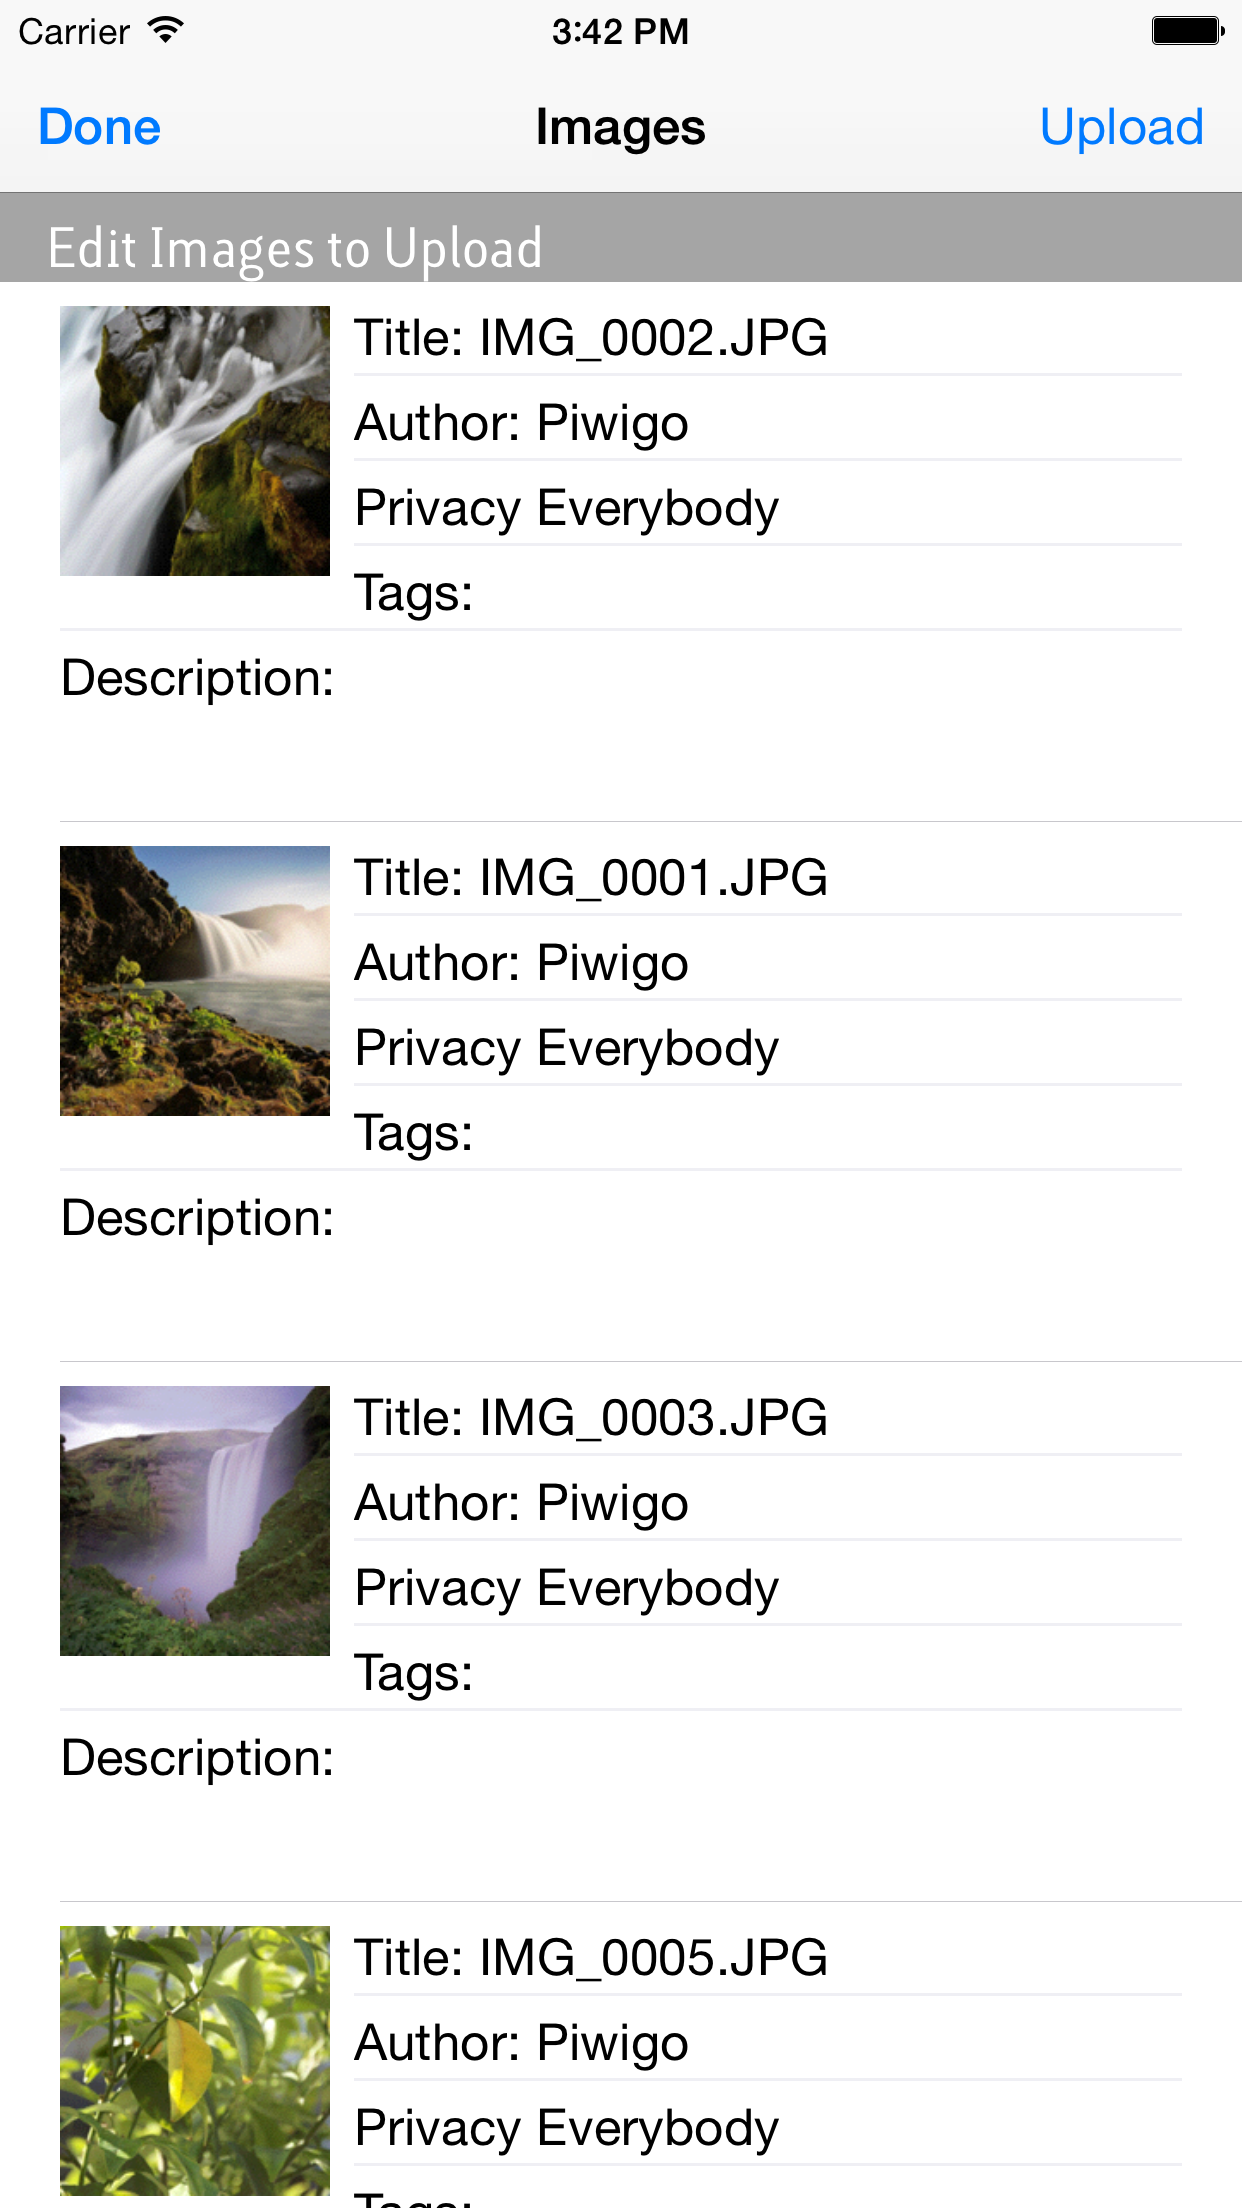 Carrier 3:42 PM
Done Images Upload
Edit Images to Upload
Title: IMG_0002.JPG
Author: Piwigo
Privacy Everybody
Tags:
Description:
Title: IMG_0001.JPG
Author: Piwigo
Privacy Everybody
Tags:
Description:
Title: IMG_0003.JPG
Author: Piwigo
Privacy Everybody
Tags:
Description:
Title: IMG_0005.JPG
Author: Piwigo
Privacy Everybody
Tags: